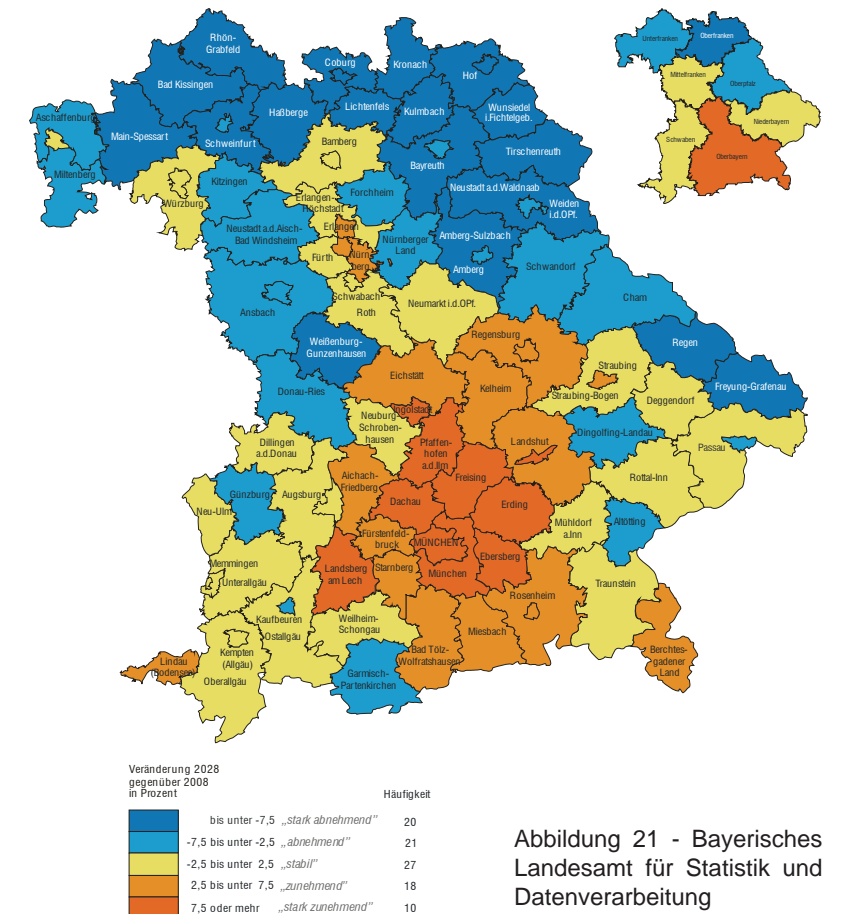 Rhön-
Grabfeld
Coburg
Kronach
Hof
Bad Kissingen
Lichtenfels
Kulmbach
Wunsiedel
i.Fichtelgeb.
Haßberge
Aschaffenburg
Main-Spessart
Schweinfurt
Bamberg
Tirschenreuth
Bayreuth
Miltenberg
Kitzingen
Neustadt a.d.Waldnaab
Würzburg
Erlangen-
Höchstadt
Forchheim
Weiden
i.d.OPf.
Neustadt a.d.Aisch-
Bad Windsheim
Erlangen
Nürnberger
Land
Amberg-Sulzbach
Fürth
Nürn-
berg
Amberg
Schwandorf
Cham
Ansbach
Schwabach
Roth
Neumarkt i.d.OPf.
Regensburg
Regen
Weißenburg-
Gunzenhausen
Eichstätt
Kelheim
Straubing
Freyung-Grafenau
Donau-Ries
Straubing-Bogen
Deggendorf
Ingolstadt
Neuburg-
Schroben-
hausen
Dingolfing-Landau
Dillingen
a.d.Donau
Pfaffen-
hofen
a.d.Ilm
Landshut
Passau
Aichach-
Friedberg
Freising
Rottal-Inn
Günzburg
Augsburg
Neu-Ulm
Dachau
Erding
Mühldorf
a.Inn
Altötting
Fürstenfeld-
bruck
MÜNCHEN
Ebersberg
Memmingen
Unterallgäu
Landsberg
am Lech
Starnberg
München
Traunstein
Rosenheim
Kaufbeuren
Ostallgäu
Weilheim-
Schongau
Miesbach
Kempten
(Allgäu)
Bad Tölz-
Wolfratshausen
Berchtes-
gadener
Land
Lindau
(Bodensee)
Oberallgäu
Garmisch-
Partenkirchen
Unterfranken
Oberfranken
Mittelfranken
Oberpfalz
Niederbayern
Schwaben
Oberbayern
Veränderung 2028
gegenüber 2008
in Prozent
Häufigkeit
bis unter -7,5 „stark abnehmend” 20
-7,5 bis unter -2,5 „abnehmend” 21
-2,5 bis unter 2,5 „stabil” 27
2,5 bis unter 7,5 „zunehmend” 18
7,5 oder mehr „stark zunehmend” 10
Abbildung 21 - Bayerisches
Landesamt für Statistik und
Datenverarbeitung